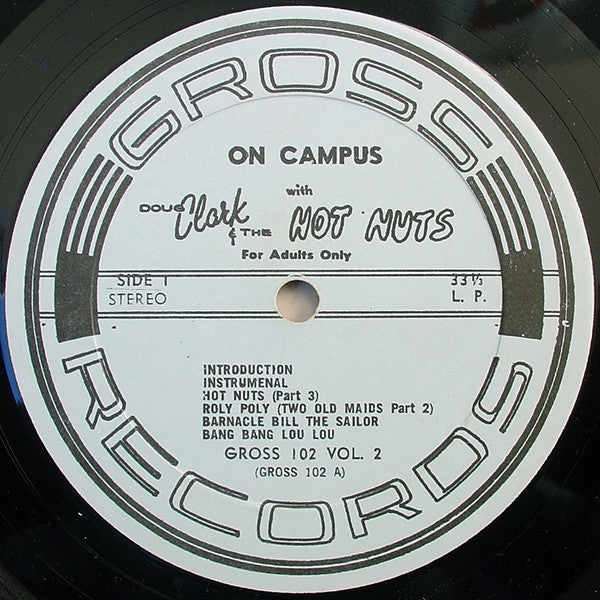 GROSS
ON CAMPUS
with
DOUG Clark & THE HOT NUTS
For Adults Only
SIDE 1 33⅓
STEREO L. P.
INTRODUCTION
INSTRUMENAL
HOT NUTS (Part 3)
ROLY POLY (TWO OLD MAIDS Part 2)
BARNACLE BILL THE SAILOR
BANG BANG LOU LOU
GROSS 102 VOL. 2
(GROSS 102 A)
RECORDS